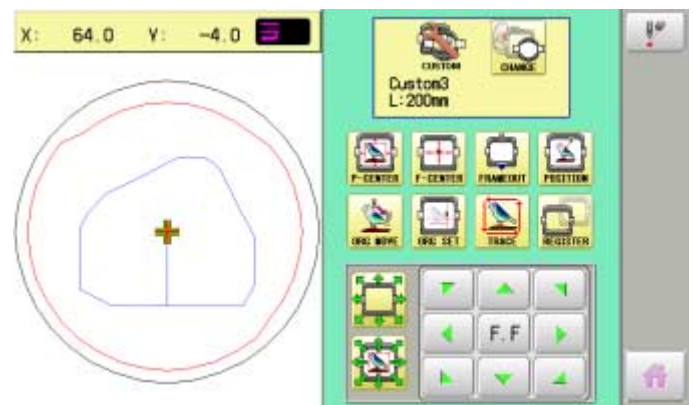 X: 64.0 Y: -4.0
CUSTOM CHANGE
Custom3
L:200mm
P-CENTER F-CENTER FRAMEOUT POSITION
ORG MOVE ORG SET TRACE REGISTER
F.F